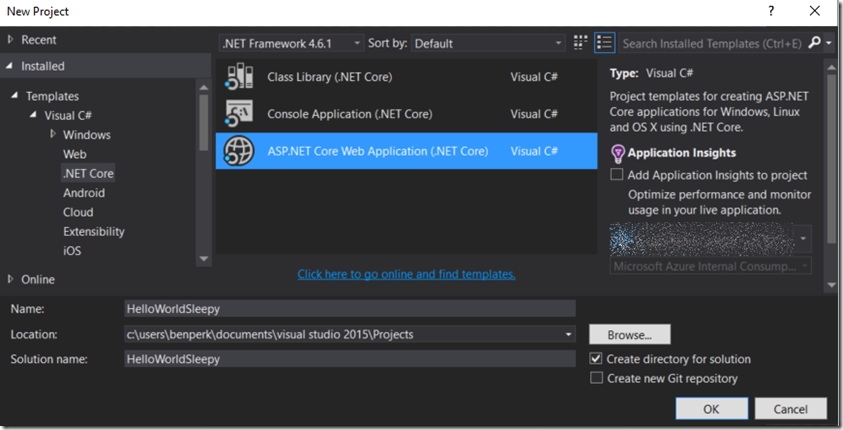 New Project
? X
Recent
Installed
Templates
Visual C#
Windows
Web
.NET Core
Android
Cloud
Extensibility
iOS
Online
.NET Framework 4.6.1
Sort by: Default
Search Installed Templates (Ctrl+E)
Class Library (.NET Core) Visual C#
Console Application (.NET Core) Visual C#
ASP.NET Core Web Application (.NET Core) Visual C#
Click here to go online and find templates.
Type: Visual C#
Project templates for creating ASP.NET
Core applications for Windows, Linux
and OS X using .NET Core.
Application Insights
Add Application Insights to project
Optimize performance and monitor
usage in your live application.
Microsoft Azure Internal Consump...
Name: HelloWorldSleepy
Location: c:\users\benperk\documents\visual studio 2015\Projects
Browse...
Solution name: HelloWorldSleepy
Create directory for solution
Create new Git repository
OK Cancel